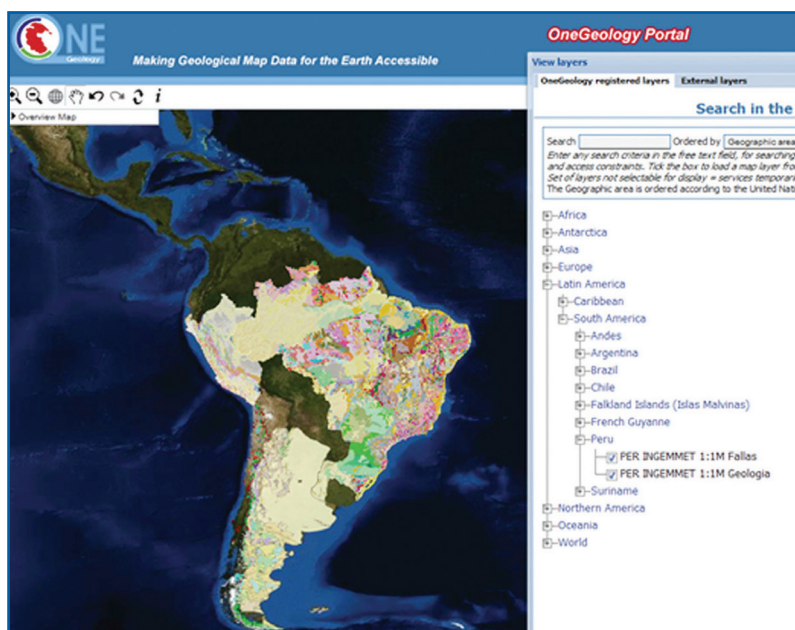 ONE
Geology
Making Geological Map Data for the Earth Accessible
OneGeology Portal
View layers
OneGeology registered layers External layers
Overview Map
Search in the
Search Ordered by Geographic area
Enter any search criteria in the free text field, for searching
and access constraints. Tick the box to load a map layer fro
Set of layers not selectable for display = services temporar
The Geographic area is ordered according to the United Nat
Africa
Antarctica
Asia
Europe
Latin America
Caribbean
South America
Andes
Argentina
Brazil
Chile
Falkland Islands (Islas Malvinas)
French Guyanne
Peru
PER INGEMMET 1:1M Fallas
PER INGEMMET 1:1M Geologia
Suriname
Northern America
Oceania
World